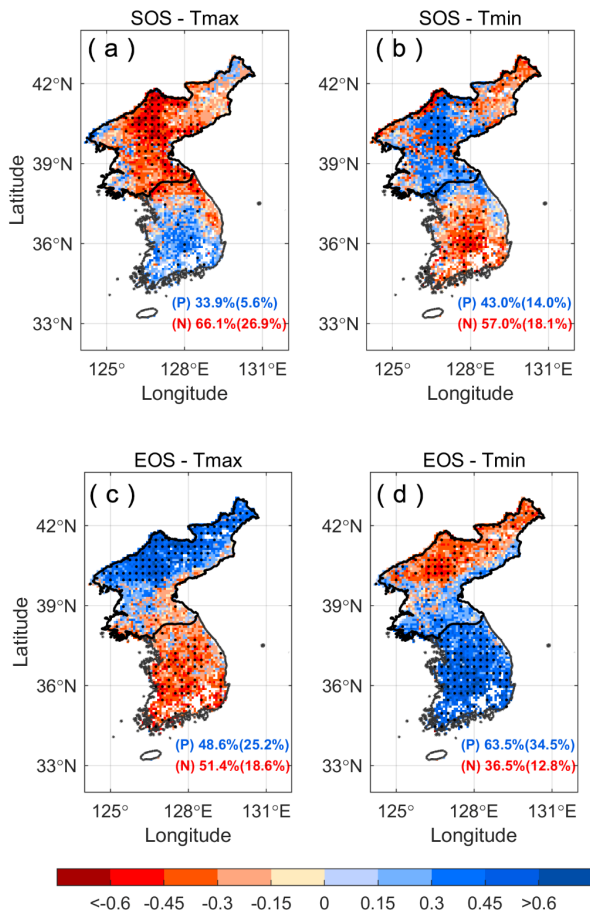 SOS - Tmax
( a )
42°N
39°N
36°N
33°N
Latitude
(P) 33.9%(5.6%)
(N) 66.1%(26.9%)
125°
128°E
131°E
Longitude
SOS - Tmin
( b )
42°N
39°N
36°N
33°N
(P) 43.0%(14.0%)
(N) 57.0%(18.1%)
125°
128°E
131°E
Longitude
EOS - Tmax
( c )
42°N
39°N
36°N
33°N
Latitude
(P) 48.6%(25.2%)
(N) 51.4%(18.6%)
125°
128°E
131°E
Longitude
EOS - Tmin
( d )
42°N
39°N
36°N
33°N
(P) 63.5%(34.5%)
(N) 36.5%(12.8%)
125°
128°E
131°E
Longitude
<-0.6 -0.45 -0.3 -0.15 0 0.15 0.3 0.45 >0.6